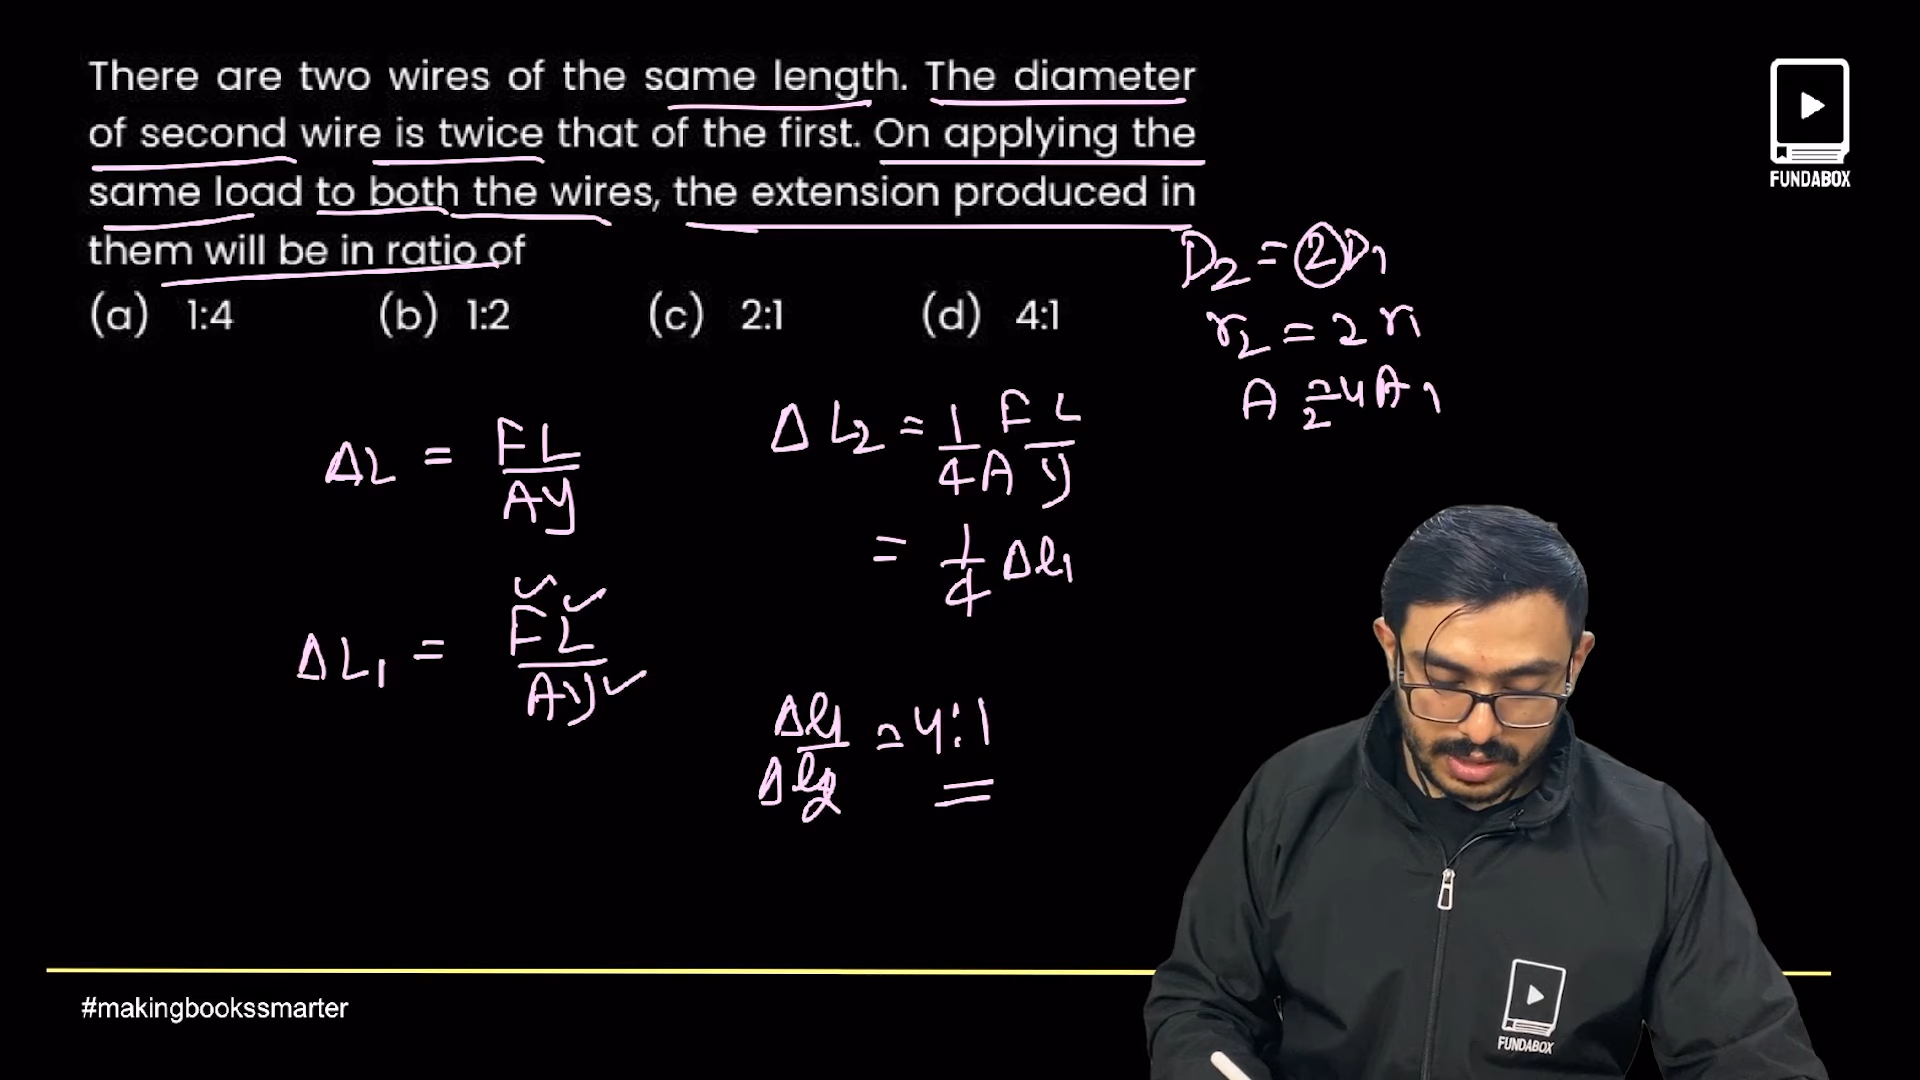 There are two wires of the same length. The diameter
of second wire is twice that of the first. On applying the
same load to both the wires, the extension produced in
them will be in ratio of
(a) 1:4 (b) 1:2 (c) 2:1 (d) 4:1
FUNDABOX
D₂ = 2D₁
r₂ = 2r₁
A₂ = 4A₁
ΔL = FL/AY
ΔL₂ = 1/4A FL/Y
= 1/4 Δl₁
ΔL₁ = FL/AY
Δl₁/Δl₂ = 4:1
#makingbookssmarter
FUNDABOX